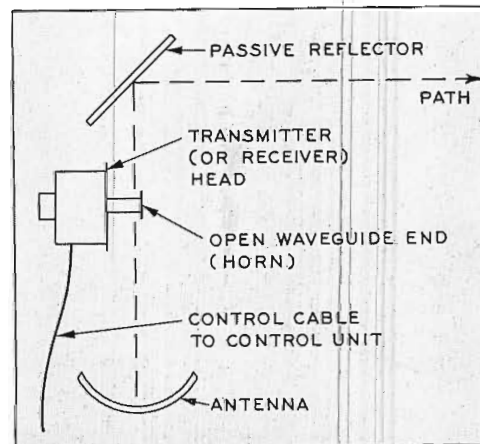 PASSIVE REFLECTOR
PATH
TRANSMITTER
(OR RECEIVER)
HEAD
OPEN WAVEGUIDE END
(HORN)
CONTROL CABLE
TO CONTROL UNIT
ANTENNA